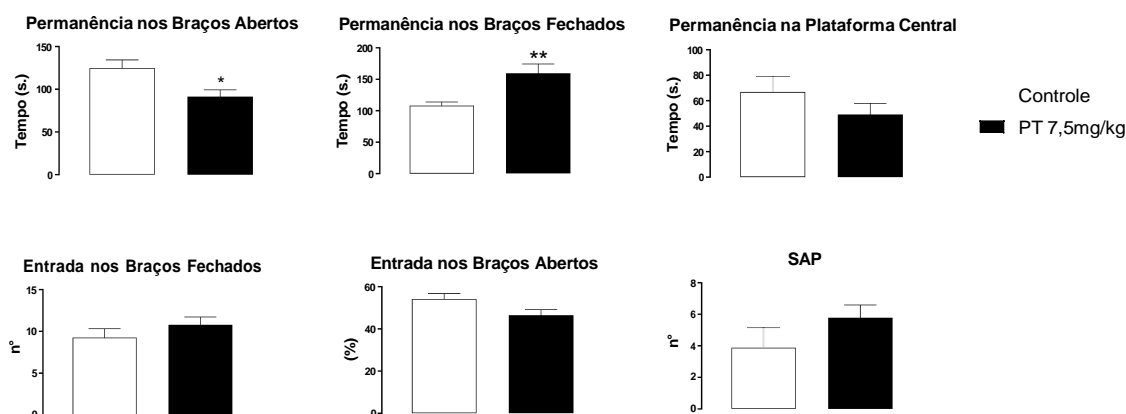 Permanência nos Braços Abertos
150
100
50
0
Tempo (s.)
*
Permanência nos Braços Fechados
200
150
100
50
0
Tempo (s.)
**
Permanência na Plataforma Central
100
80
60
40
20
0
Tempo (s.)
Controle
PT 7,5mg/kg
Entrada nos Braços Fechados
15
10
5
0
n°
Entrada nos Braços Abertos
60
40
20
0
(%)
SAP
8
6
4
2
0
n°